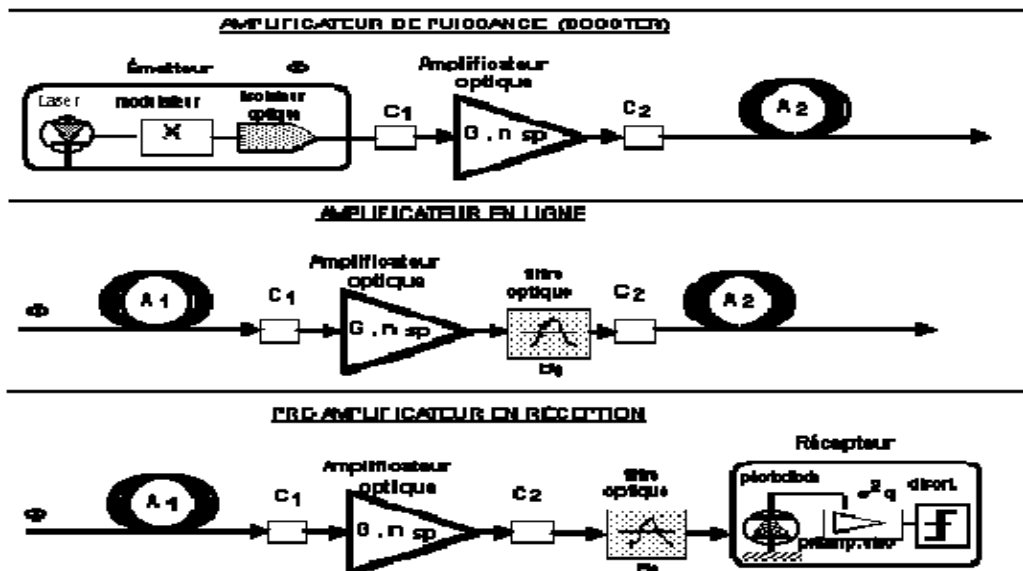 AMPLIFICATEUR DE PUISSANCE (BOOSTER)
Émetteur Φ
Amplificateur
optique
Laser modulateur Isolateur
optique
C1 C2 A2
G . n sp
AMPLIFICATEUR EN LIGNE
Amplificateur
optique
filtre
optique
Φ A1 C1 C2 A2
G . n sp
PRE-AMPLIFICATEUR EN RÉCEPTION
Récepteur
Amplificateur
optique
filtre
optique
photodiode
Φ A1 C1 C2
G . n sp